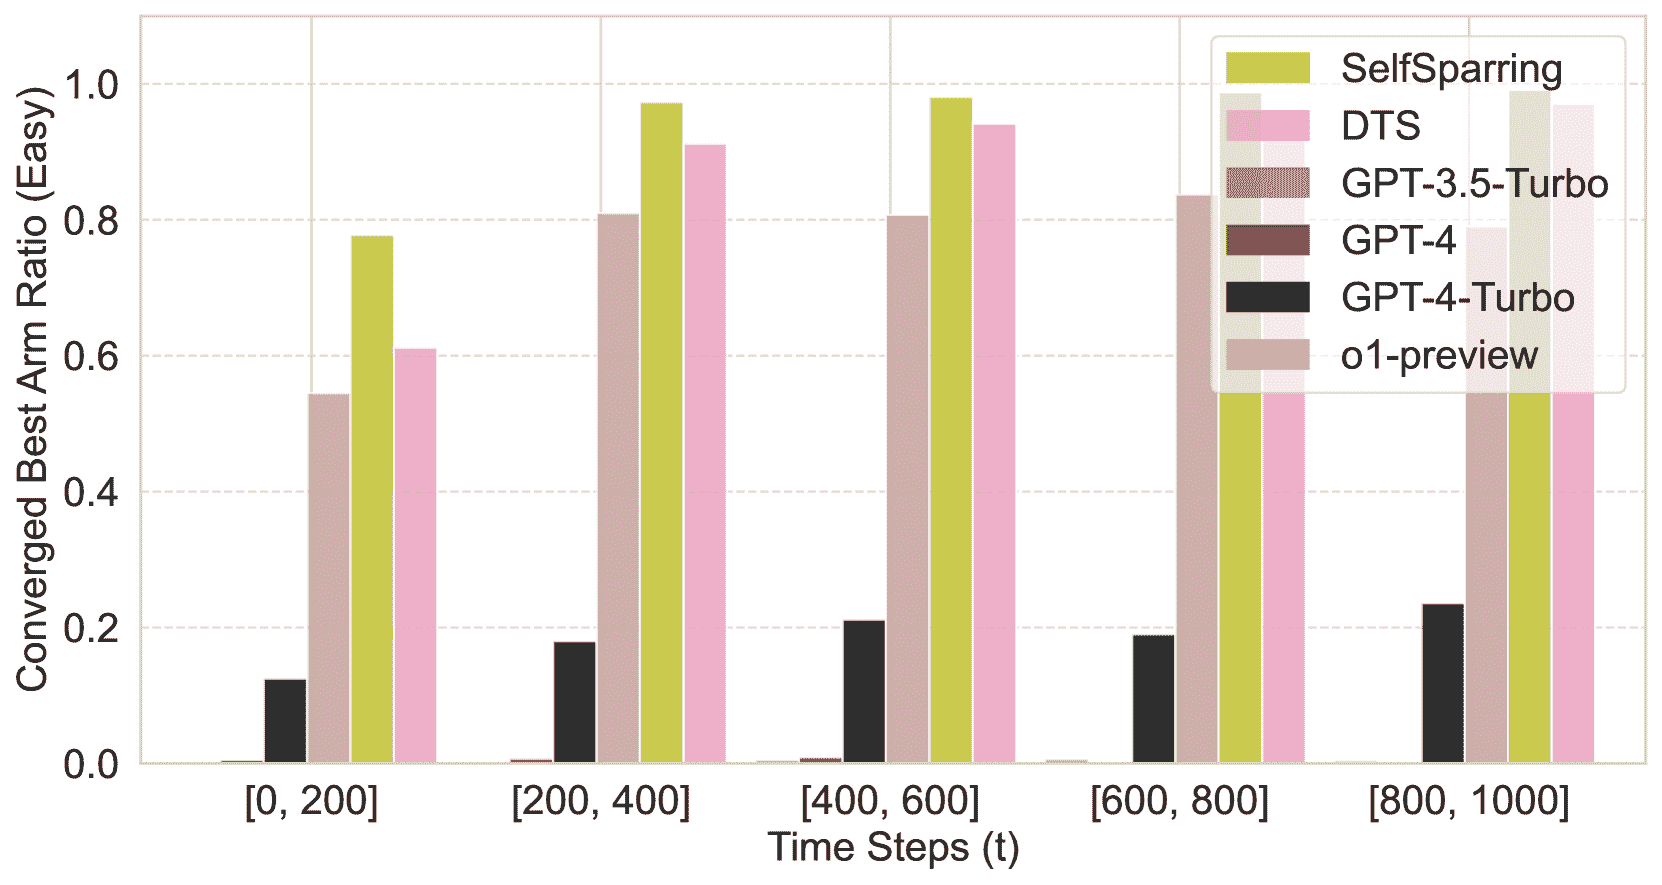 Converged Best Arm Ratio (Easy)
1.0
0.8
0.6
0.4
0.2
0.0
SelfSparring
DTS
GPT-3.5-Turbo
GPT-4
GPT-4-Turbo
o1-preview
[0, 200]
[200, 400]
[400, 600]
[600, 800]
[800, 1000]
Time Steps (t)